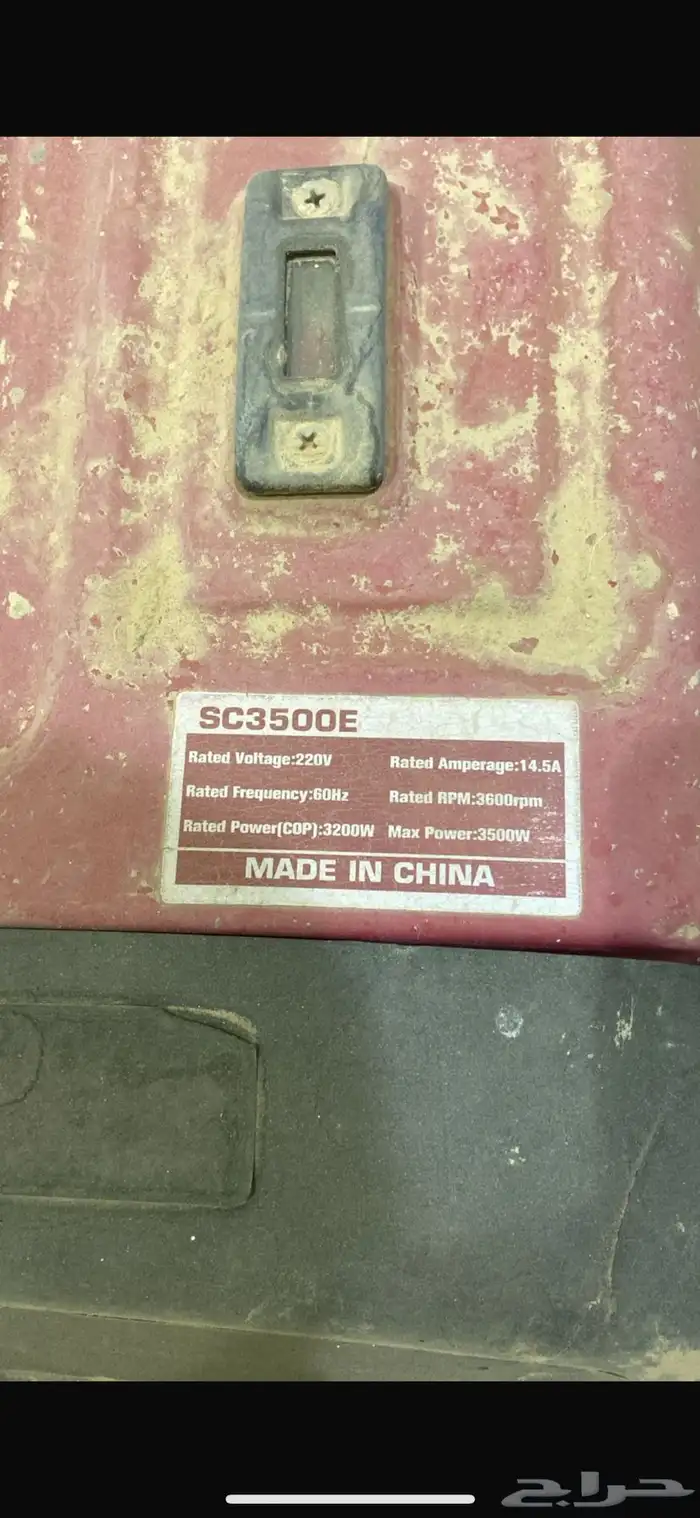 SC3500E
Rated Voltage:220V Rated Amperage:14.5A
Rated Frequency:60Hz Rated RPM:3600rpm
Rated Power(COP):3200W Max Power:3500W
MADE IN CHINA
حراج